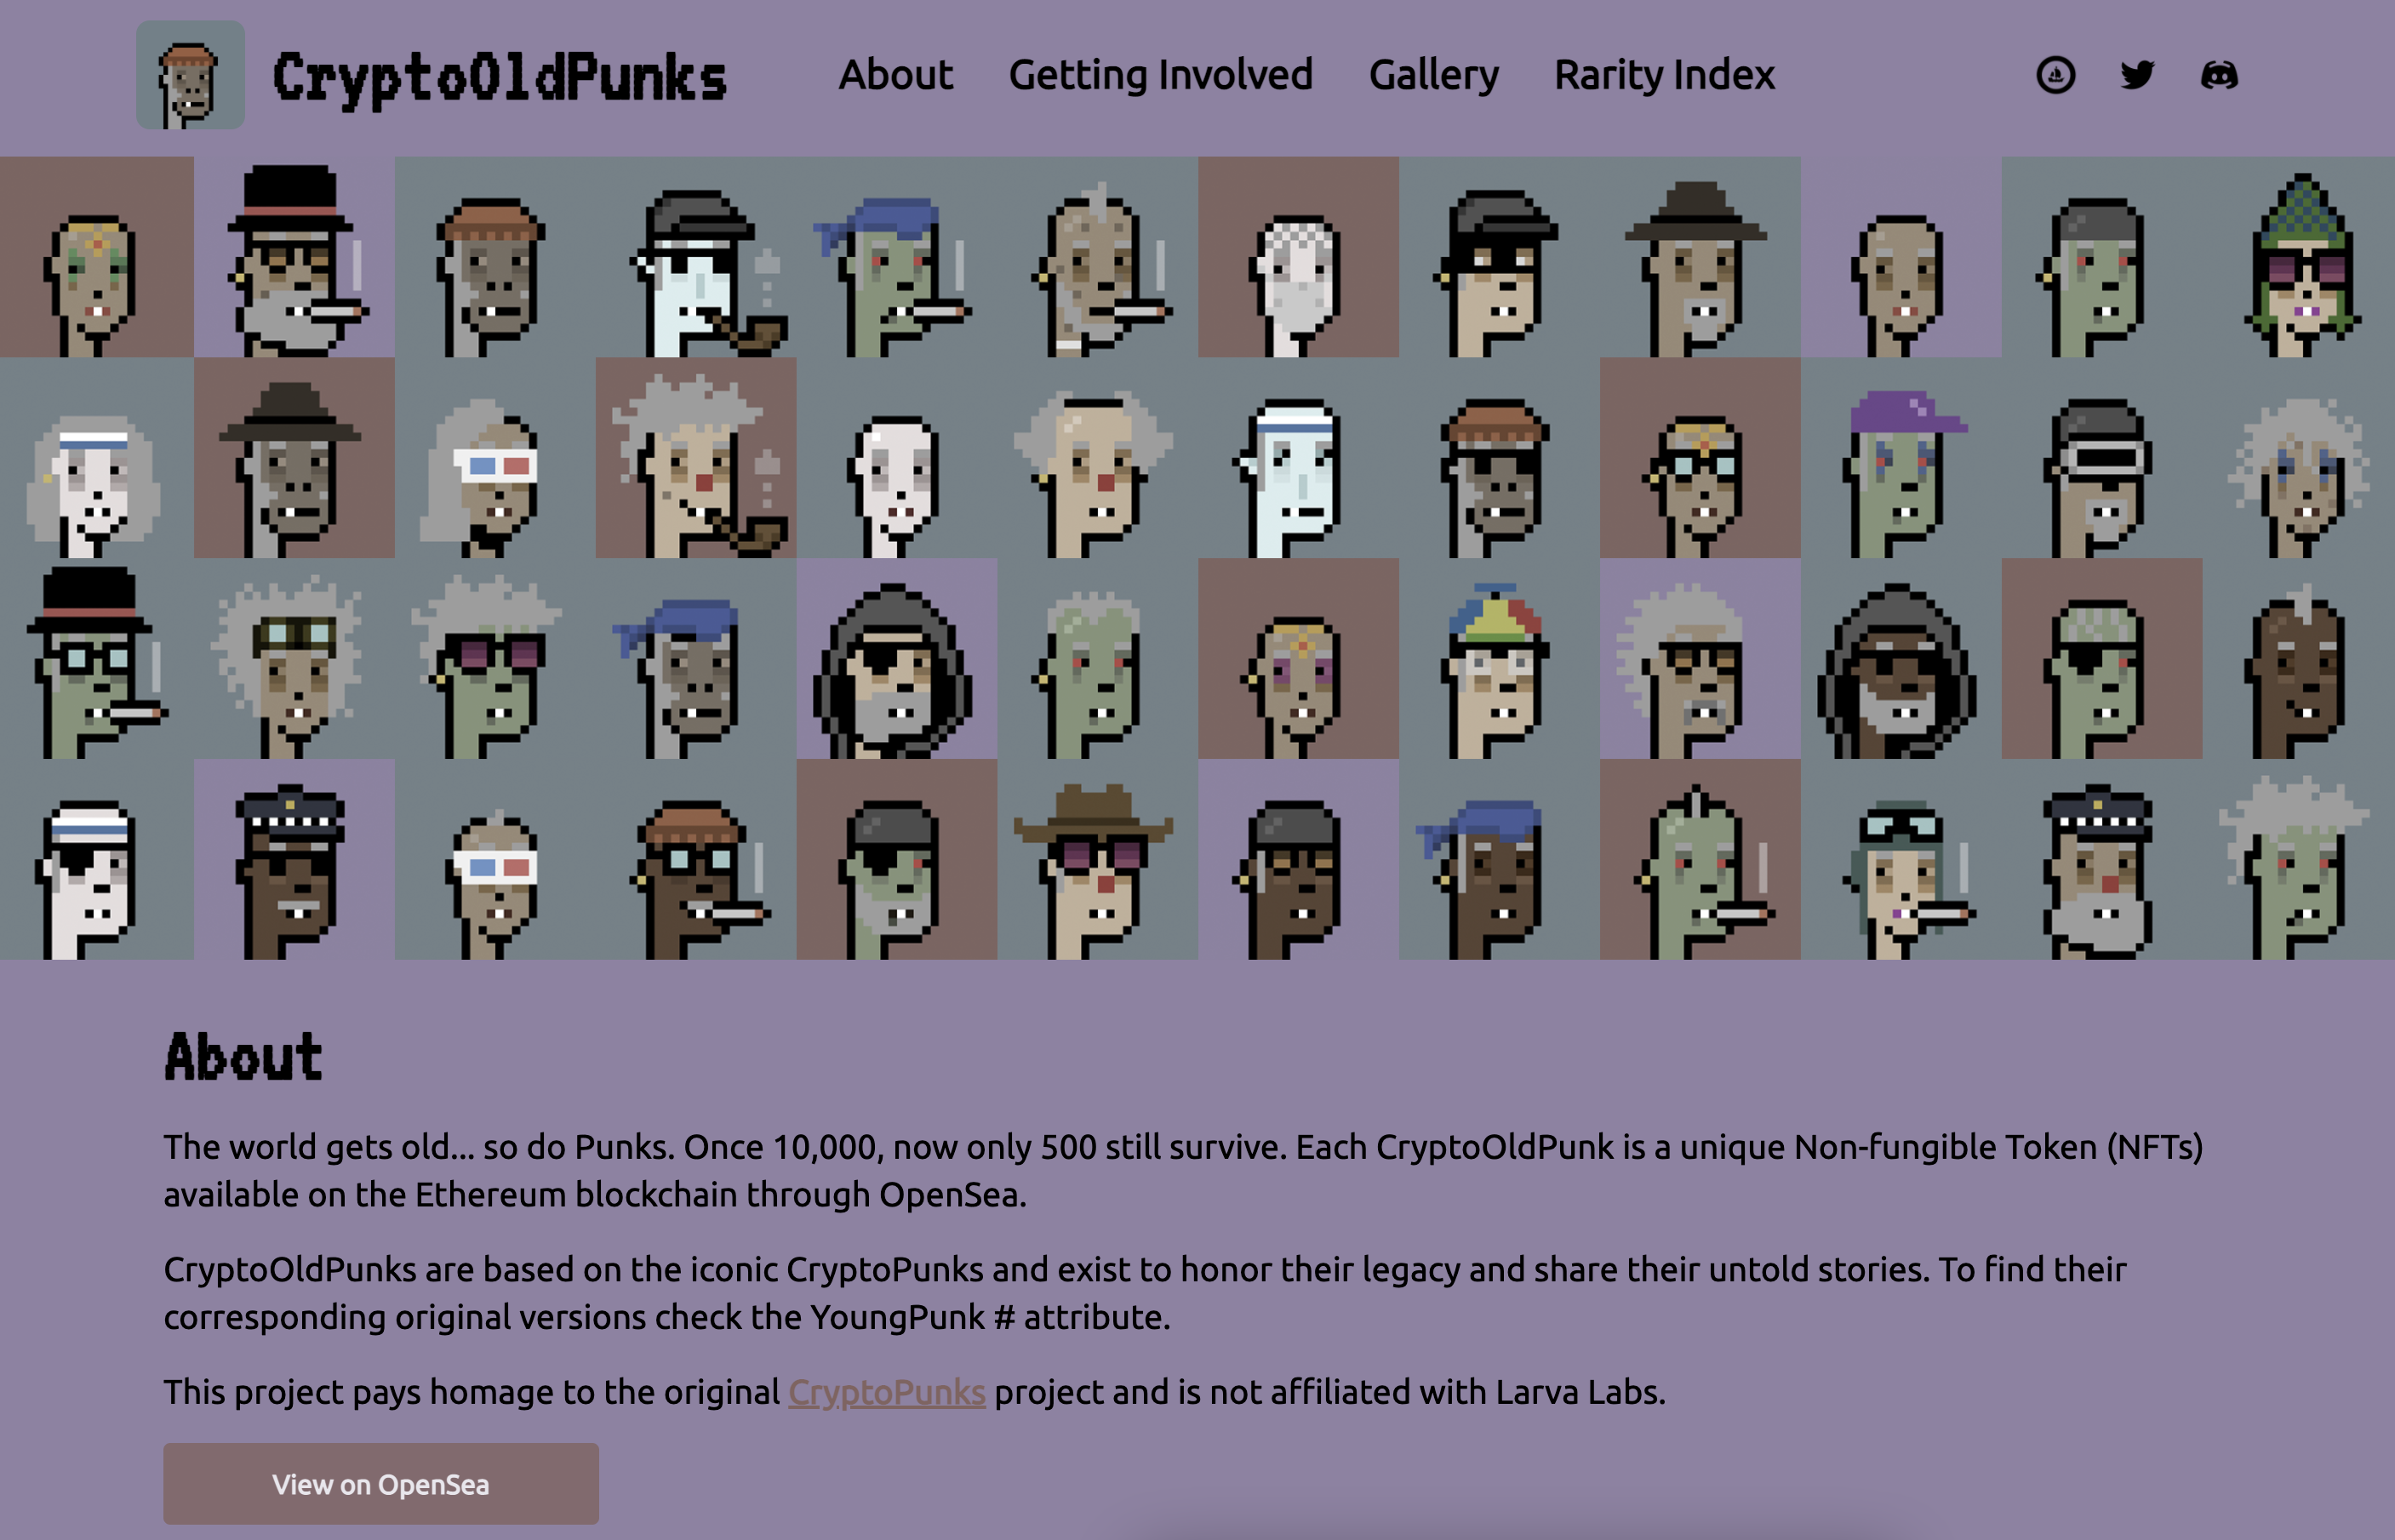 CryptoOldPunks
About
Getting Involved
Gallery
Rarity Index
About
The world gets old... so do Punks. Once 10,000, now only 500 still survive. Each CryptoOldPunk is a unique Non-fungible Token (NFTs)
available on the Ethereum blockchain through OpenSea.
CryptoOldPunks are based on the iconic CryptoPunks and exist to honor their legacy and share their untold stories. To find their
corresponding original versions check the YoungPunk # attribute.
This project pays homage to the original CryptoPunks project and is not affiliated with Larva Labs.
View on OpenSea